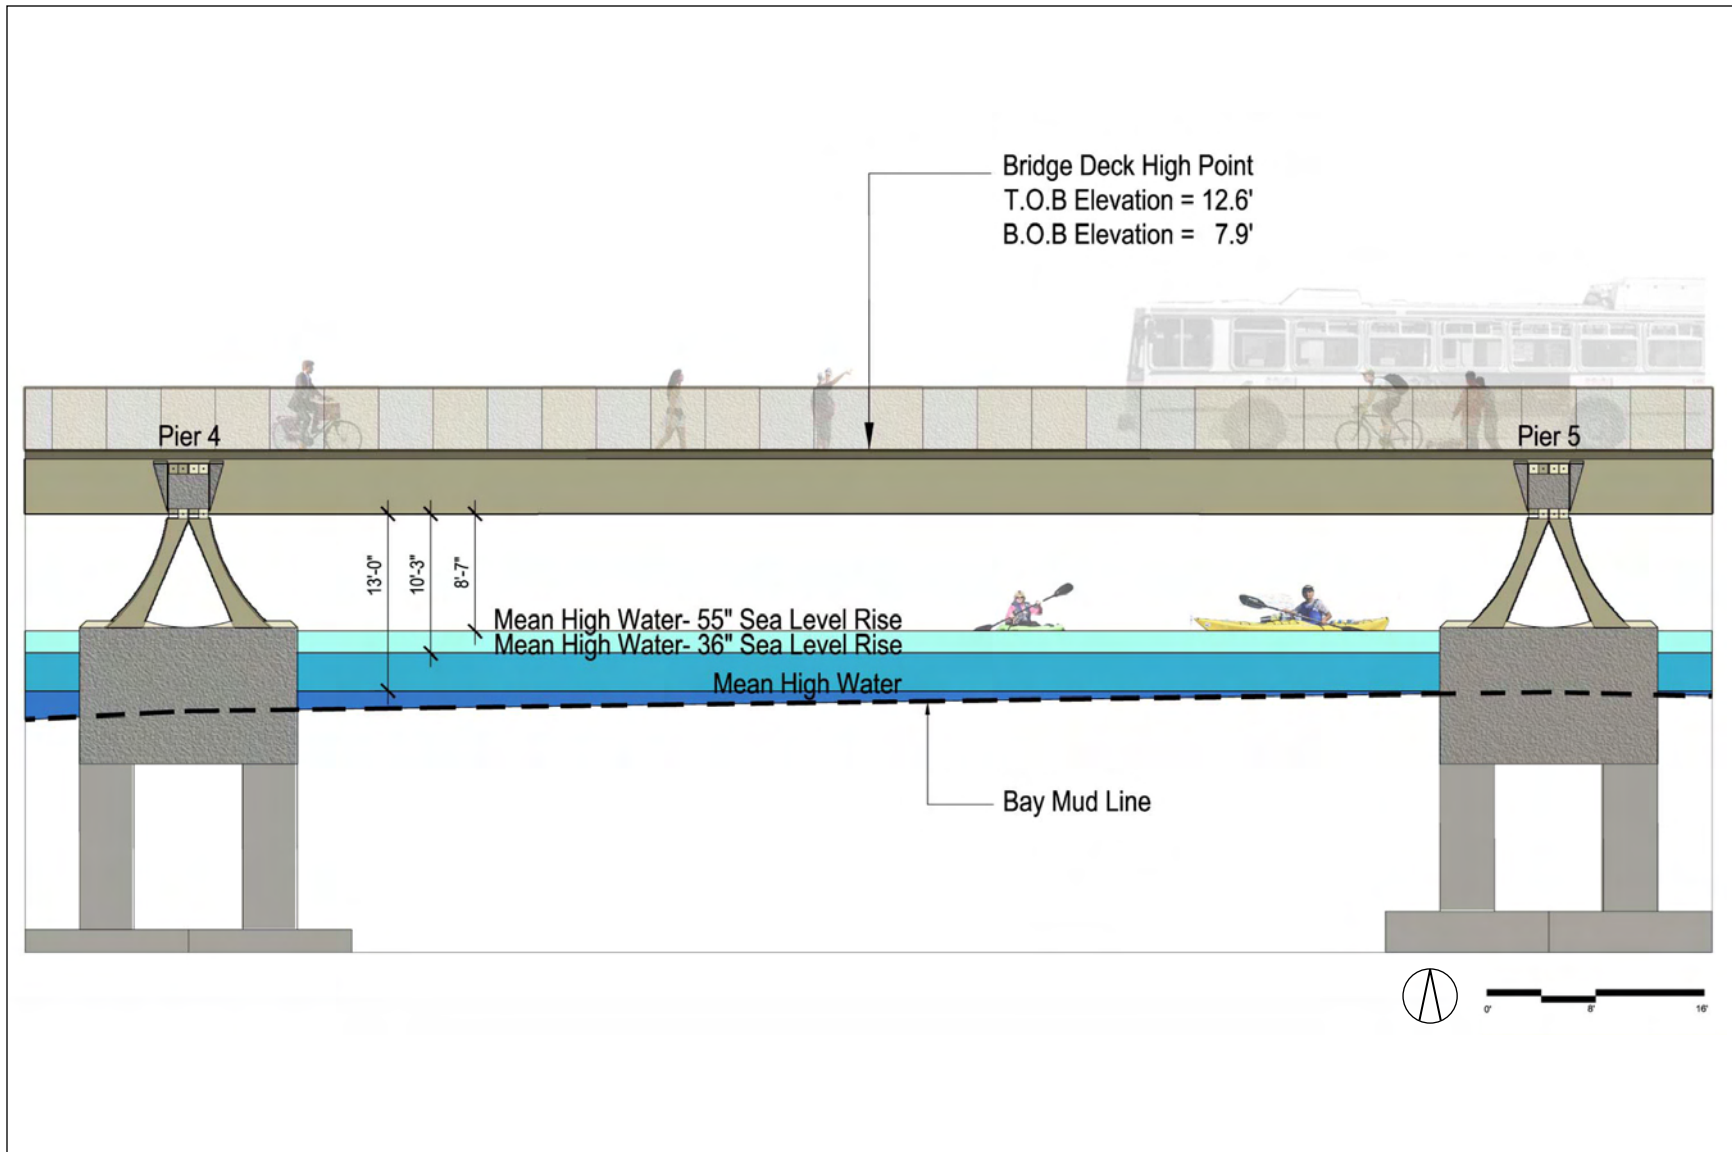 Bridge Deck High Point
T.O.B Elevation = 12.6'
B.O.B Elevation = 7.9'
Pier 4
Pier 5
13'-0"
10'-3"
8'-7"
Mean High Water- 55" Sea Level Rise
Mean High Water- 36" Sea Level Rise
Mean High Water
Bay Mud Line
0'
8'
16'